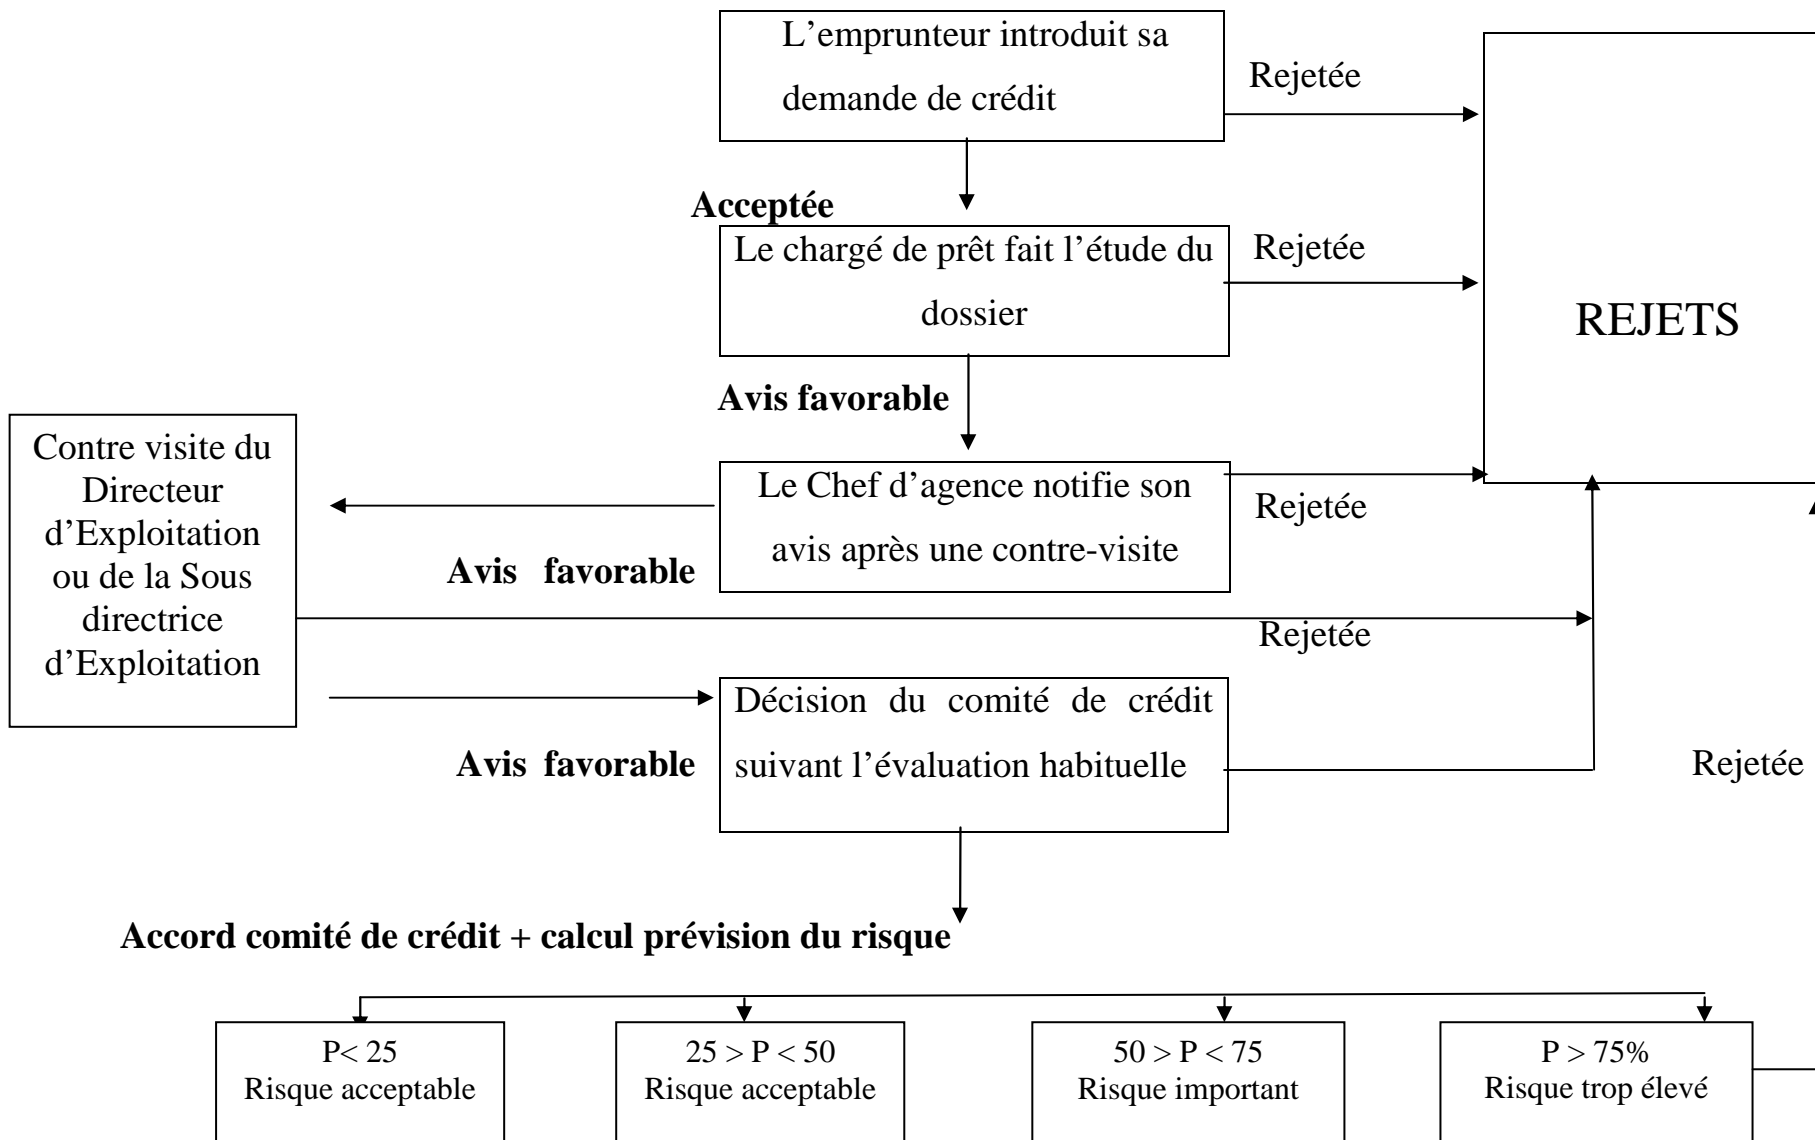 L’emprunteur introduit sa
demande de crédit
Rejetée
Acceptée
Le chargé de prêt fait l’étude du
dossier
Rejetée
REJETS
Avis favorable
Contre visite du
Directeur
d’Exploitation
ou de la Sous
directrice
d’Exploitation
Le Chef d’agence notifie son
avis après une contre-visite
Rejetée
Avis favorable
Rejetée
Décision du comité de crédit
suivant l’évaluation habituelle
Avis favorable
Rejetée
Accord comité de crédit + calcul prévision du risque
P< 25
Risque acceptable
25 > P < 50
Risque acceptable
50 > P < 75
Risque important
P > 75%
Risque trop élevé